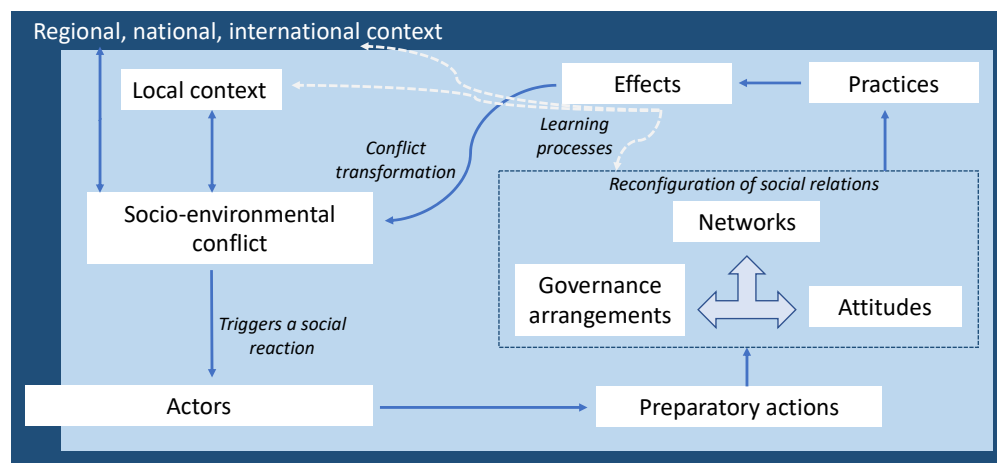 Regional, national, international context
Local context
Effects
Practices
Learning
processes
Conflict
transformation
Reconfiguration of social relations
Socio-environmental
conflict
Networks
Governance
arrangements
Attitudes
Triggers a social
reaction
Actors
Preparatory actions